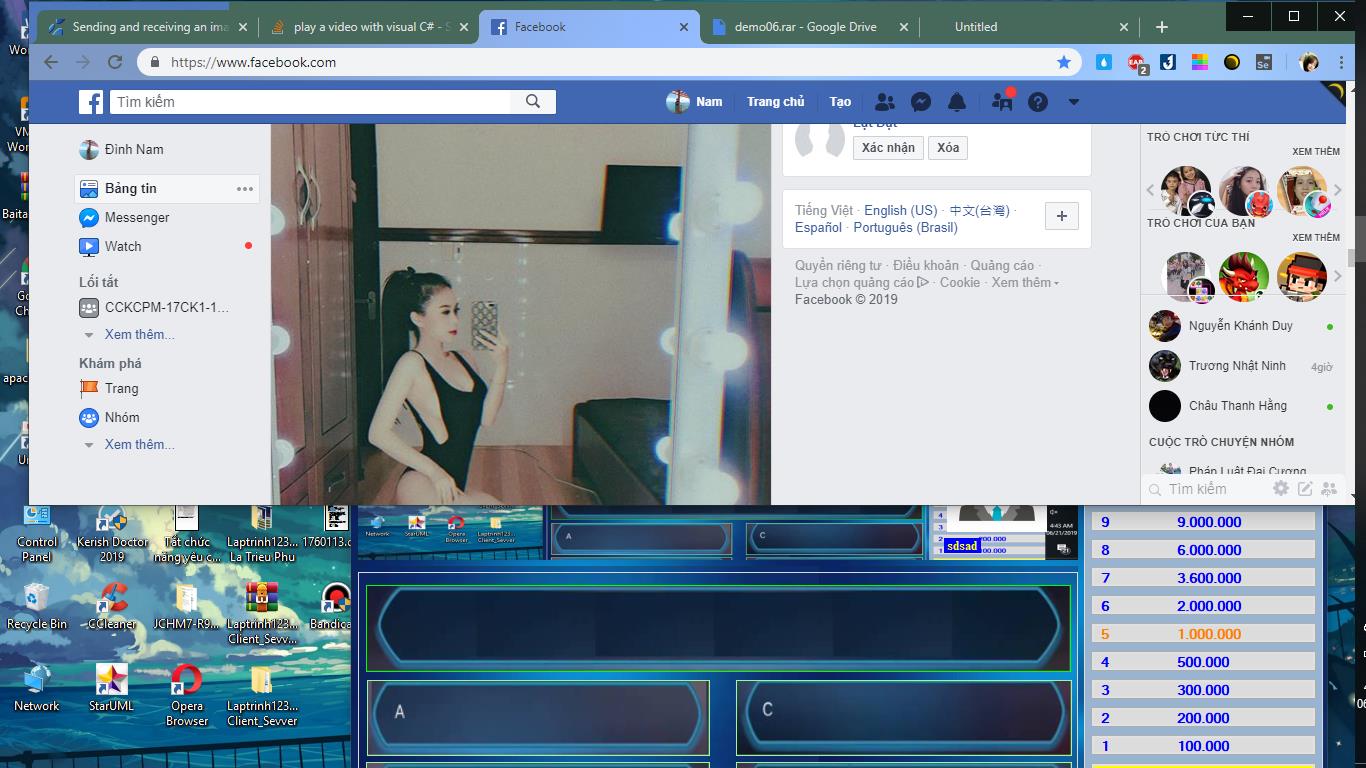 Sending and receiving an ima
play a video with visual C# - S
Facebook
demo06.rar - Google Drive
Untitled
https://www.facebook.com
2
Se
Tìm kiếm
Nam
Trang chủ
Tạo
Đình Nam
Bảng tin
Messenger
Watch
Lối tắt
CCKCPM-17CK1-1...
Xem thêm...
Khám phá
Trang
Nhóm
Xem thêm...
Xác nhận
Xóa
Tiếng Việt · English (US) · 中文(台灣) ·
Español · Português (Brasil)
Quyền riêng tư · Điều khoản · Quảng cáo ·
Lựa chọn quảng cáo · Cookie · Xem thêm
Facebook © 2019
TRÒ CHƠI TỨC THÌ
XEM THÊM
TRÒ CHƠI CỦA BẠN
XEM THÊM
Nguyễn Khánh Duy
Trương Nhật Ninh
4giờ
Châu Thanh Hằng
CUỘC TRÒ CHUYỆN NHÓM
Pháp Luật Đại Cương
Tìm kiếm
Control
Panel
Kerish Doctor
2019
Tất chức
năng yêu c...
Laptrinh123...
La Trieu Phu
1760113.c
Recycle Bin
CCleaner
JCHM7-R9...
Laptrinh123...
Client_Sevv...
Bandica
Network
StarUML
Opera
Browser
Laptrinh123...
Client_Sevver
Network
StarUML
Opera
Browser
Laptrinh123...
Client_Sevver
A
C
sdsad
4:43 AM
06/21/2019
A
C
9 9.000.000
8 6.000.000
7 3.600.000
6 2.000.000
5 1.000.000
4 500.000
3 300.000
2 200.000
1 100.000